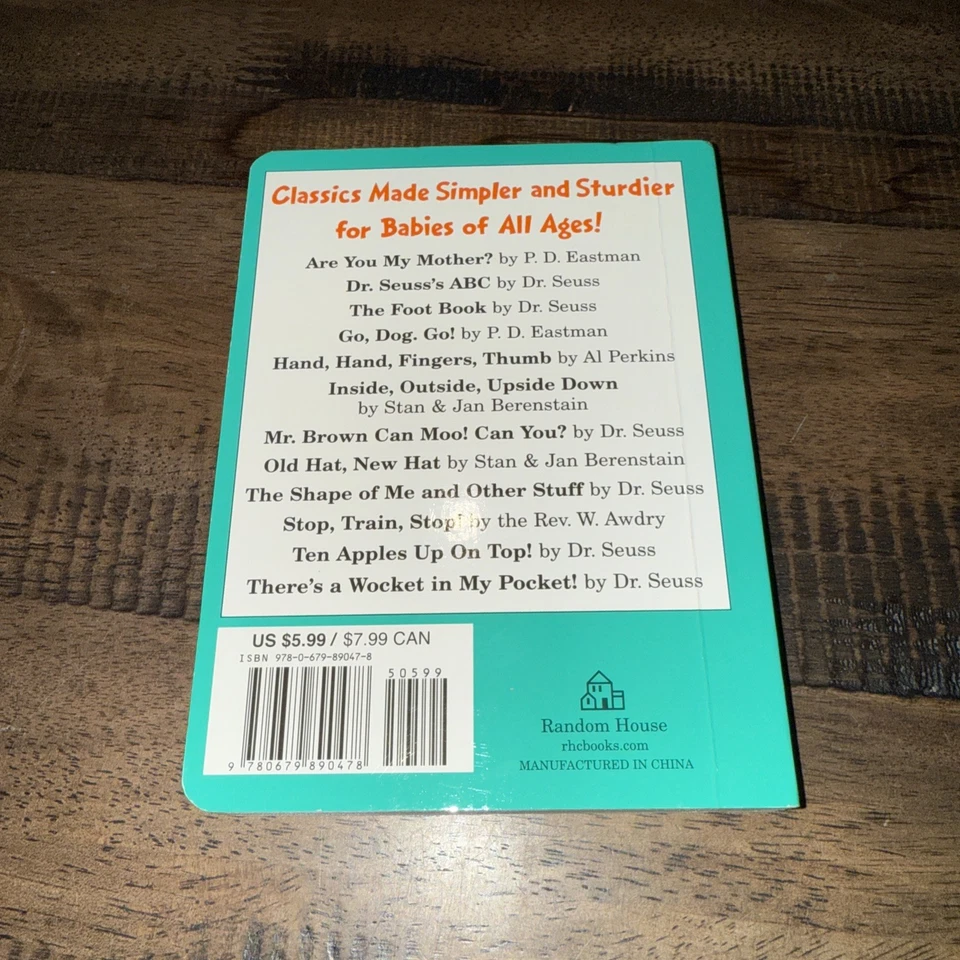 Classics Made Simpler and Sturdier
for Babies of All Ages!
Are You My Mother? by P. D. Eastman
Dr. Seuss's ABC by Dr. Seuss
The Foot Book by Dr. Seuss
Go, Dog. Go! by P. D. Eastman
Hand, Hand, Fingers, Thumb by Al Perkins
Inside, Outside, Upside Down
by Stan & Jan Berenstain
Mr. Brown Can Moo! Can You? by Dr. Seuss
Old Hat, New Hat by Stan & Jan Berenstain
The Shape of Me and Other Stuff by Dr. Seuss
Stop, Train, Stop! by the Rev. W. Awdry
Ten Apples Up On Top! by Dr. Seuss
There's a Wocket in My Pocket! by Dr. Seuss
US $5.99 / $7.99 CAN
ISBN 978-0-679-89047-8
50599
9 780679 890478
Random House
rhcbooks.com
MANUFACTURED IN CHINA